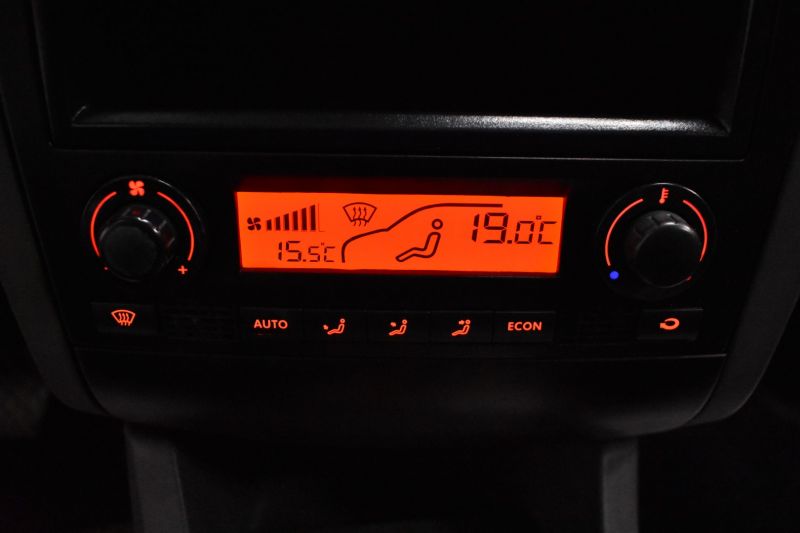 15.5°C
19.0°C
- +
AUTO ECON